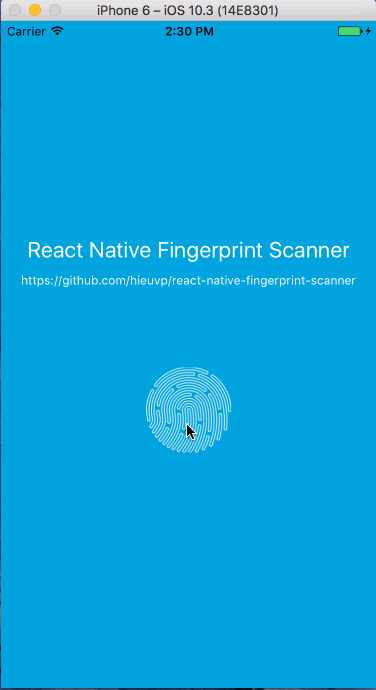 iPhone 6 – iOS 10.3 (14E8301)
Carrier 2:30 PM
React Native Fingerprint Scanner
https://github.com/hieuvp/react-native-fingerprint-scanner